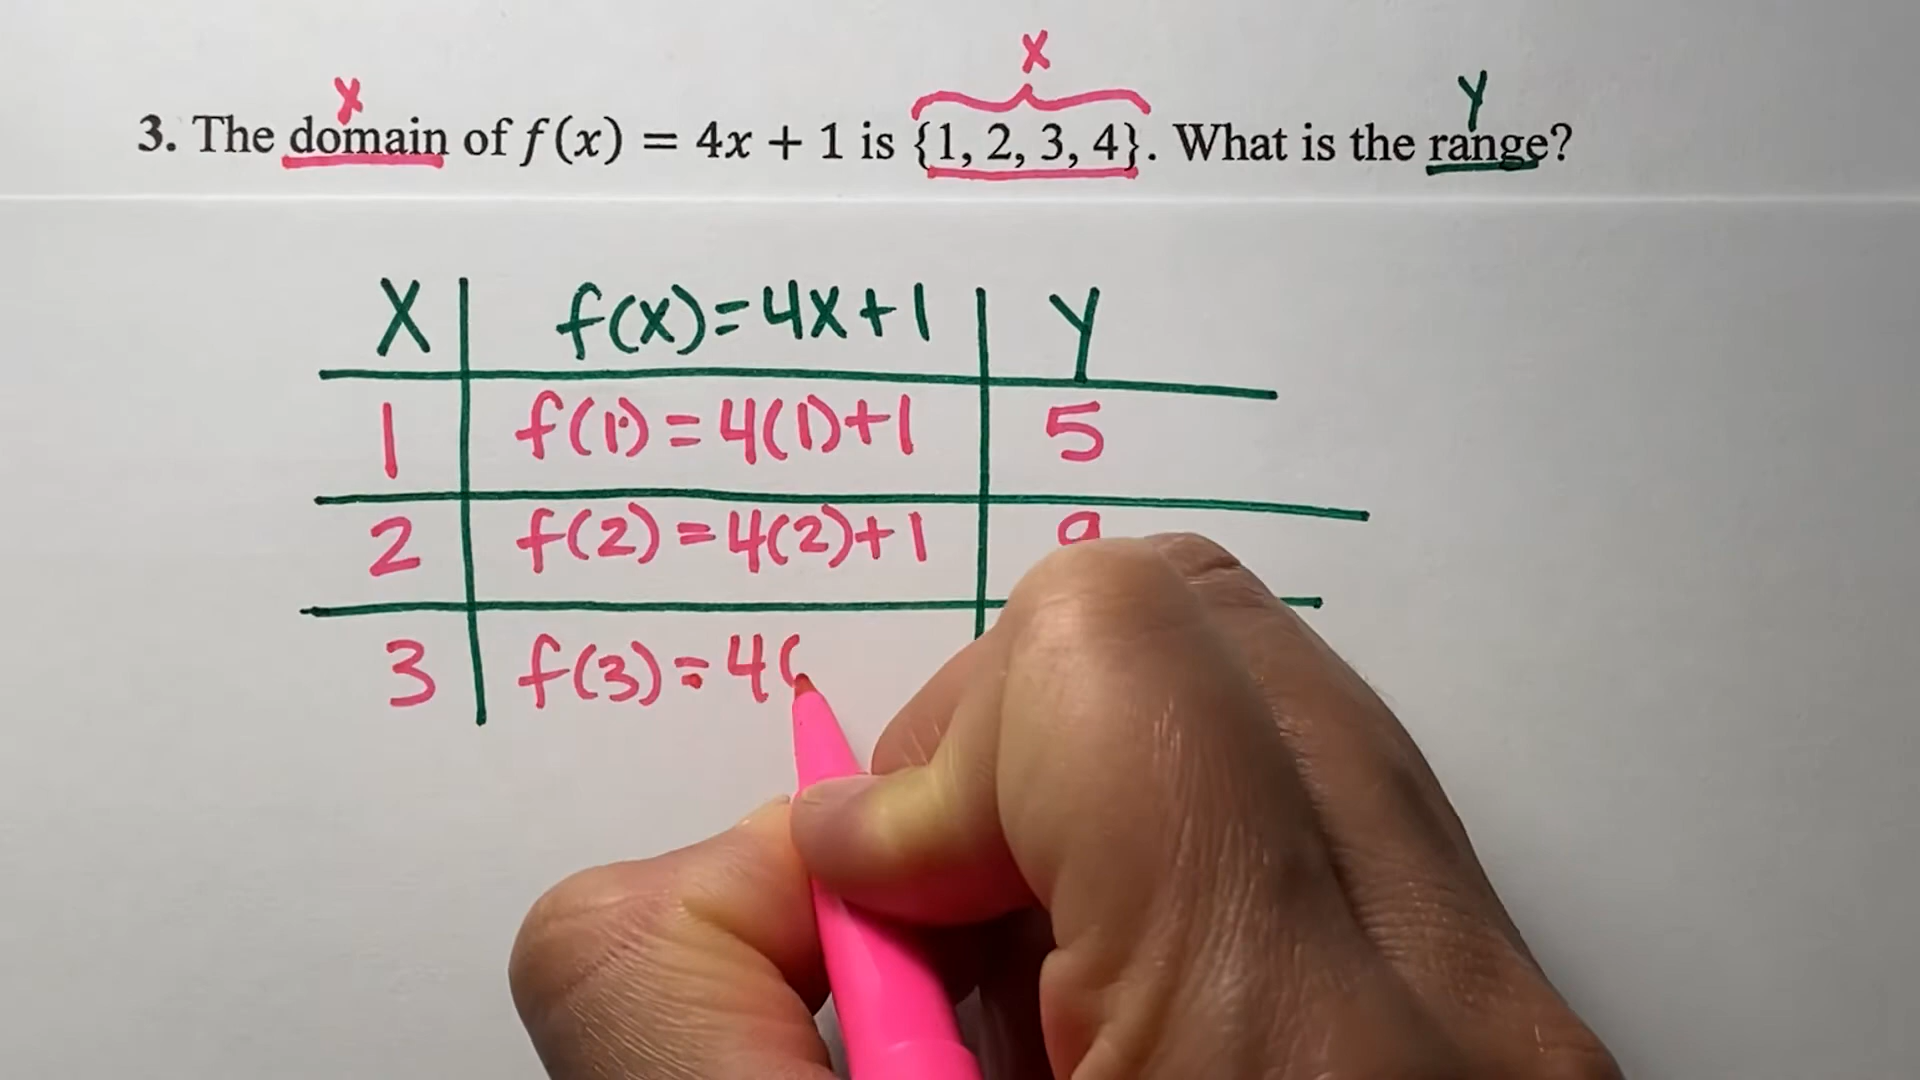 x
x
y
3. The domain of f(x) = 4x + 1 is {1, 2, 3, 4}. What is the range?
x f(x)=4x+1 y
1 f(1)=4(1)+1 5
2 f(2)=4(2)+1 9
3 f(3)=4(